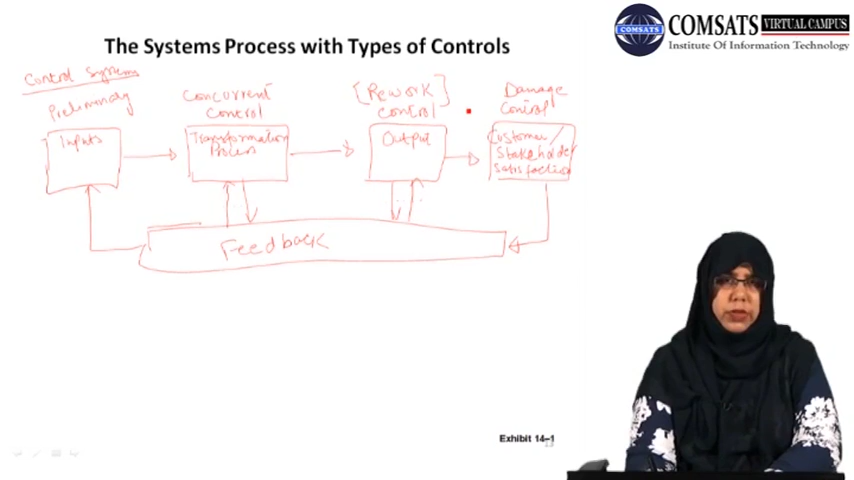 COMSATS VIRTUAL CAMPUS
Institute Of Information Technology
COMSATS
The Systems Process with Types of Controls
Control Systems
Preliminary
Concurrent
Control
[Rework]
Control
Damage
Control
Inputs
Transformation
Process
Output
Customer/
Stakeholder
Satisfaction
Feedback
Exhibit 14–1